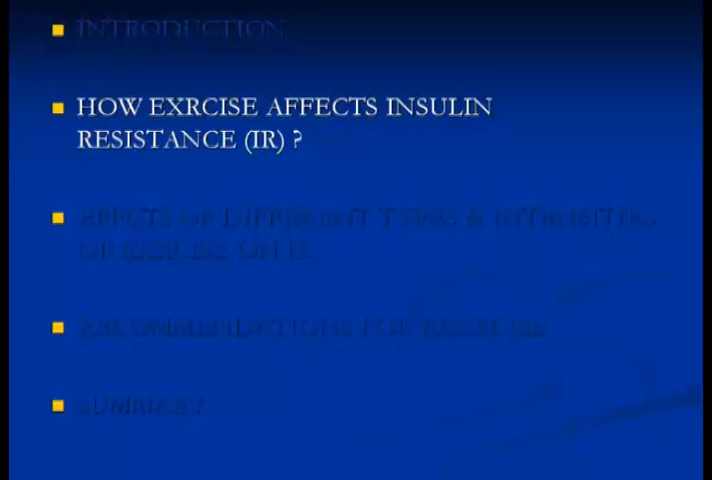 INTRODUCTION
HOW EXRCISE AFFECTS INSULIN
RESISTANCE (IR) ?
EFFECTS OF DIFFERENT TYPES & INTENSITIES
OF EXERCISE ON IR
RECOMMENDATIONS FOR EXERCISE
SUMMARY